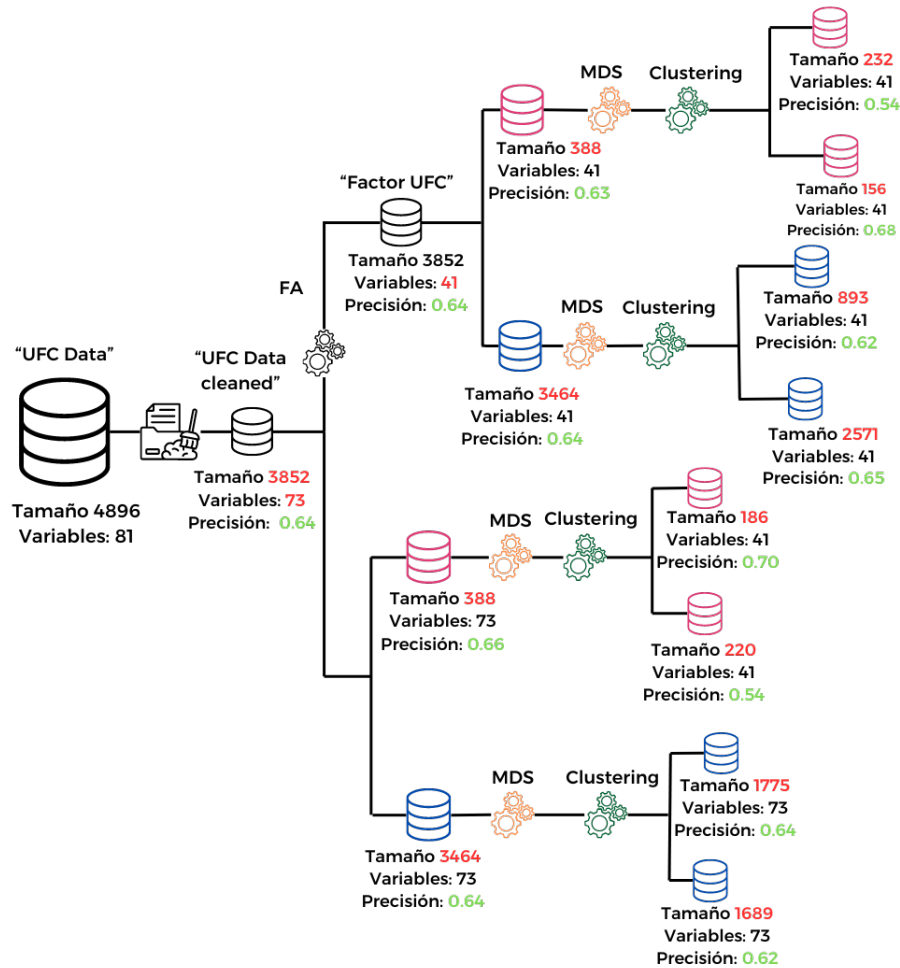 “UFC Data”
Tamaño 4896
Variables: 81
“UFC Data
cleaned”
Tamaño 3852
Variables: 73
Precisión: 0.64
FA
“Factor UFC”
Tamaño 3852
Variables: 41
Precisión: 0.64
Tamaño 388
Variables: 41
Precisión: 0.63
MDS
Clustering
Tamaño 232
Variables: 41
Precisión: 0.54
Tamaño 156
Variables: 41
Precisión: 0.68
Tamaño 3464
Variables: 41
Precisión: 0.64
MDS
Clustering
Tamaño 893
Variables: 41
Precisión: 0.62
Tamaño 2571
Variables: 41
Precisión: 0.65
Tamaño 388
Variables: 73
Precisión: 0.66
MDS
Clustering
Tamaño 186
Variables: 41
Precisión: 0.70
Tamaño 220
Variables: 41
Precisión: 0.54
Tamaño 3464
Variables: 73
Precisión: 0.64
MDS
Clustering
Tamaño 1775
Variables: 73
Precisión: 0.64
Tamaño 1689
Variables: 73
Precisión: 0.62